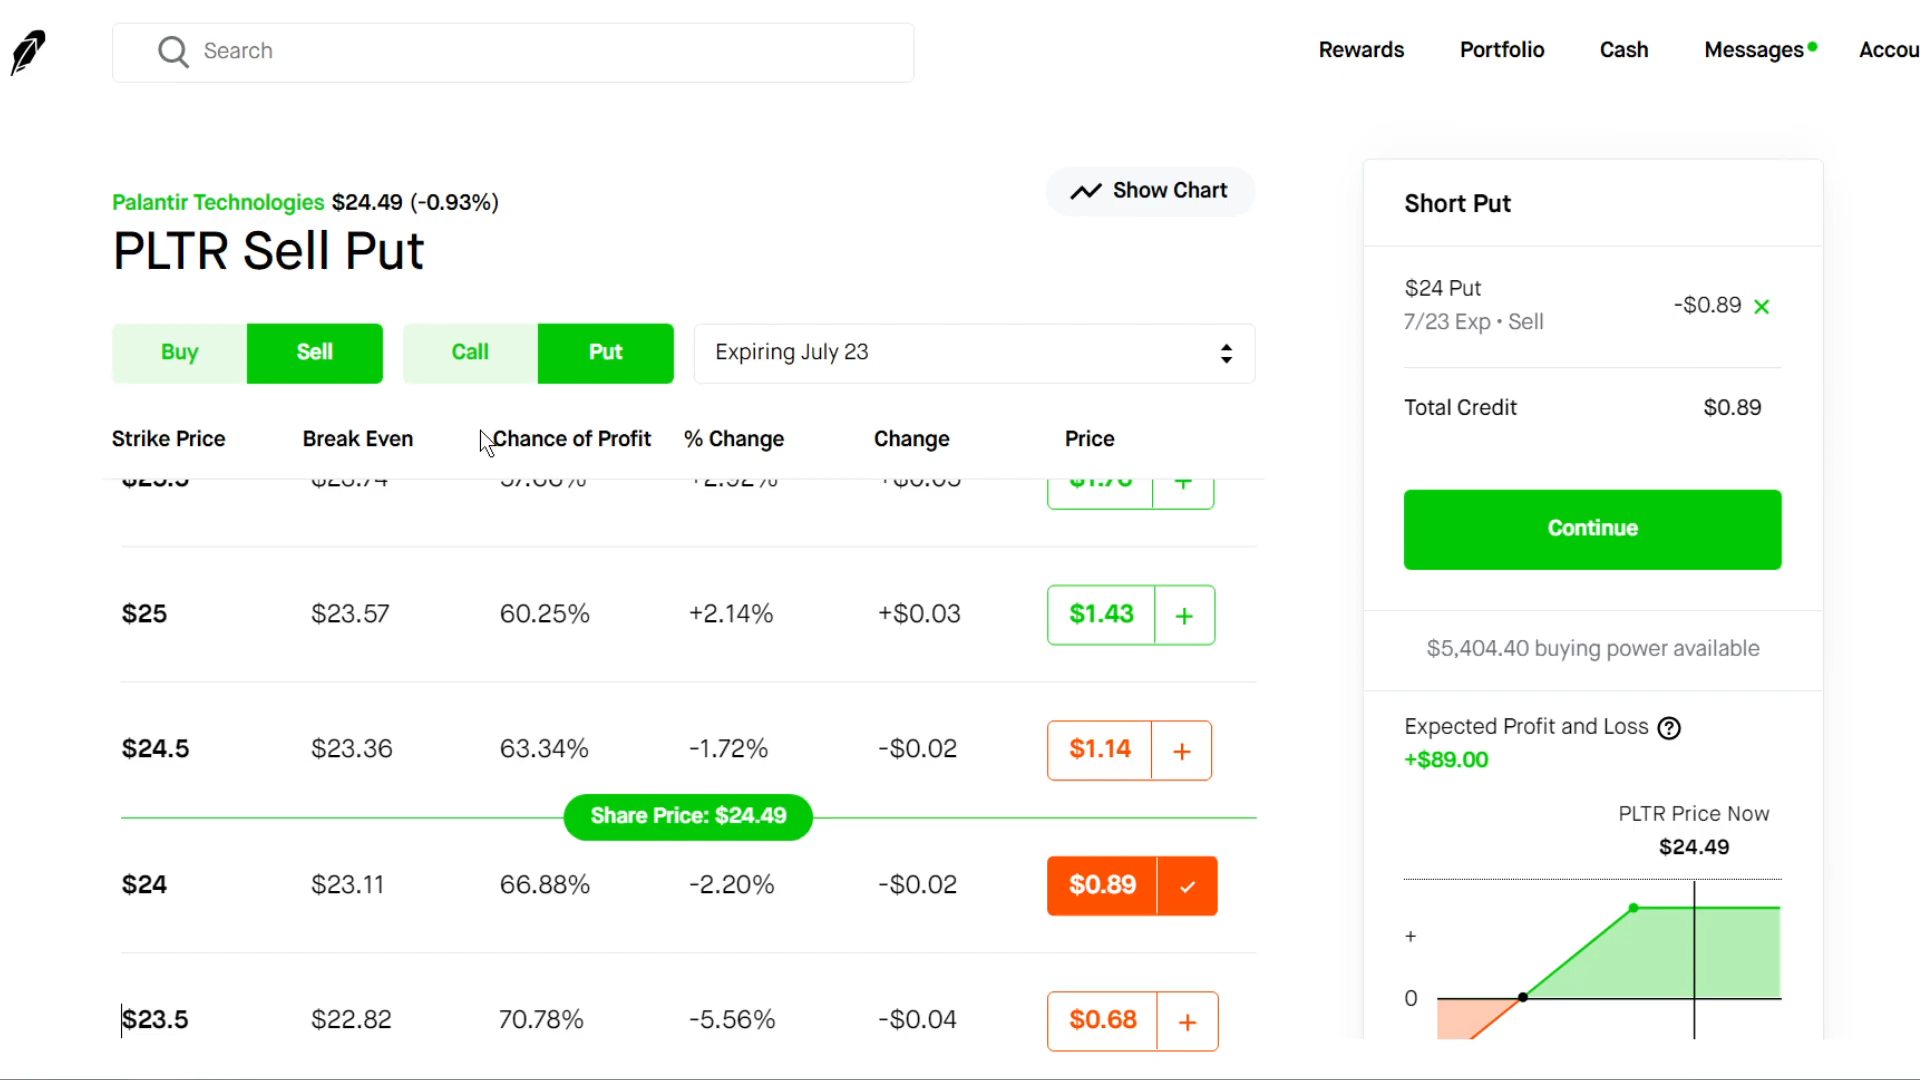 Search
Rewards
Portfolio
Cash
Messages
Accou
Palantir Technologies $24.49 (-0.93%)
PLTR Sell Put
Show Chart
Buy
Sell
Call
Put
Expiring July 23
Strike Price
Break Even
Chance of Profit
% Change
Change
Price
$25
$23.57
60.25%
+2.14%
+$0.03
$1.43
+
$24.5
$23.36
63.34%
-1.72%
-$0.02
$1.14
+
Share Price: $24.49
$24
$23.11
66.88%
-2.20%
-$0.02
$0.89
$23.5
$22.82
70.78%
-5.56%
-$0.04
$0.68
+
Short Put
$24 Put
7/23 Exp • Sell
-$0.89
Total Credit
$0.89
Continue
$5,404.40 buying power available
Expected Profit and Loss ?
+$89.00
PLTR Price Now
$24.49
+
0